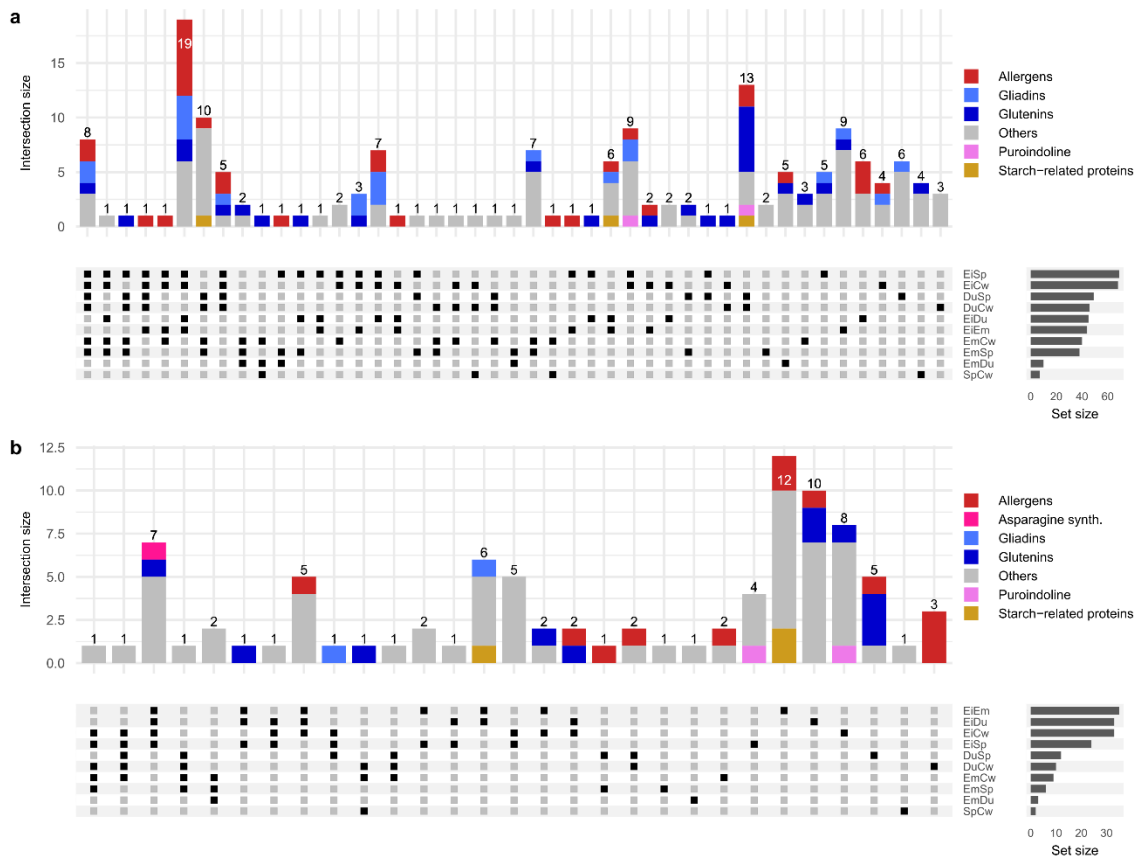 a
Intersection size
0
5
10
15
8
1
1
1
1
19
10
5
2
1
1
1
1
2
3
7
1
1
1
1
1
1
1
7
1
1
1
6
9
2
2
2
1
1
13
2
5
3
5
9
6
4
6
4
3
Allergens
Gliadins
Glutenins
Others
Puroindoline
Starch−related proteins
EiSp
EiCw
DuSp
DuCw
EiDu
EiEm
EmCw
EmSp
EmDu
SpCw
0 20 40 60
Set size
b
Intersection size
12.5
10.0
7.5
5.0
2.5
0.0
1
1
7
1
2
1
1
5
1
1
1
2
1
6
5
2
2
1
2
1
1
2
4
12
10
8
5
1
3
Allergens
Asparagine synth.
Gliadins
Glutenins
Others
Puroindoline
Starch−related proteins
EiEm
EiDu
EiCw
EiSp
DuSp
DuCw
EmCw
EmSp
EmDu
SpCw
0 10 20 30
Set size